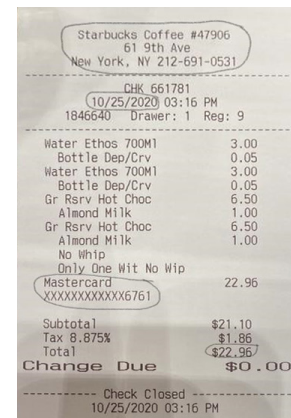 Starbucks Coffee #47906
61 9th Ave
New York, NY 212-691-0531
CHK 661781
10/25/2020 03:16 PM
1846640 Drawer: 1 Reg: 9
Water Ethos 700Ml 3.00
Bottle Dep/Crv 0.05
Water Ethos 700Ml 3.00
Bottle Dep/Crv 0.05
Gr Rsrv Hot Choc 6.50
Almond Milk 1.00
Gr Rsrv Hot Choc 6.50
Almond Milk 1.00
No Whip
Only One Wit No Wip
Mastercard 22.96
XXXXXXXXXXXX6761
Subtotal $21.10
Tax 8.875% $1.86
Total $22.96
Change Due $0.00
Check Closed
10/25/2020 03:16 PM